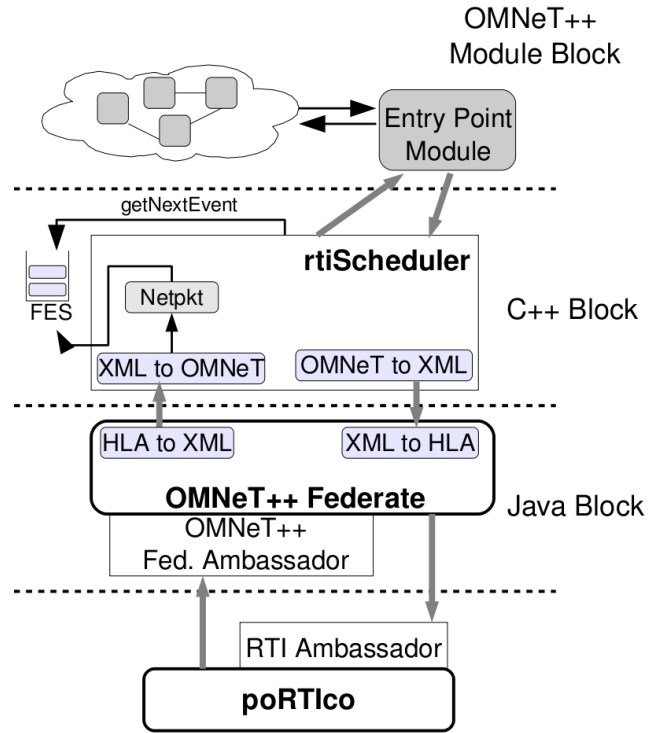 OMNeT++
Module Block
Entry Point
Module
getNextEvent
rtiScheduler
Netpkt
FES
C++ Block
XML to OMNeT
OMNeT to XML
HLA to XML
XML to HLA
OMNeT++ Federate
Java Block
OMNeT++
Fed. Ambassador
RTI Ambassador
poRTIco